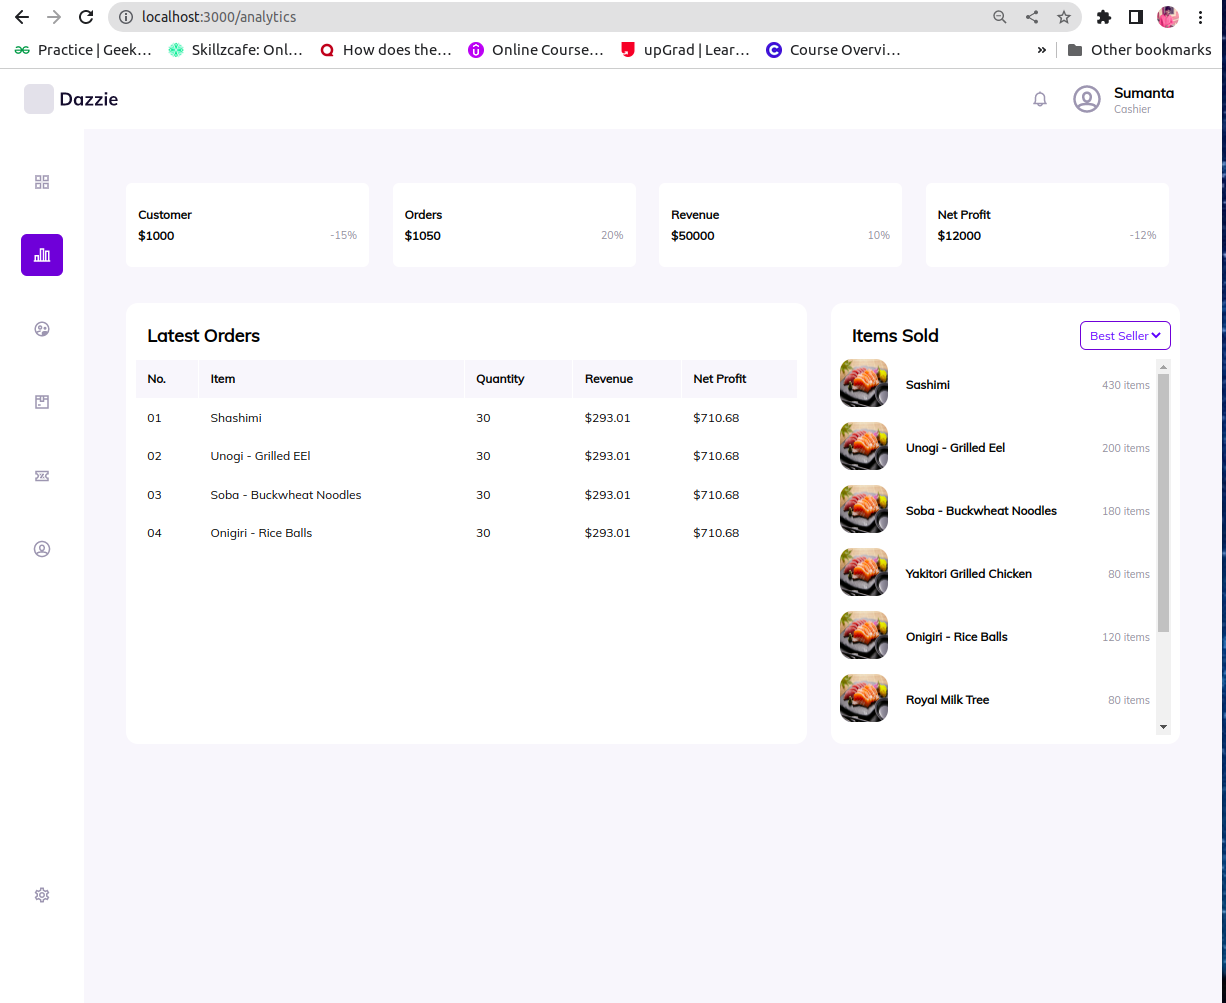 localhost:3000/analytics
Practice | Geek... Skillzcafe: Onl... How does the... Online Course... upGrad | Lear... Course Overvi... » Other bookmarks
Dazzie
Sumanta
Cashier
Customer
$1000 -15%
Orders
$1050 20%
Revenue
$50000 10%
Net Profit
$12000 -12%
Latest Orders
No. Item Quantity Revenue Net Profit
01 Shashimi 30 $293.01 $710.68
02 Unogi - Grilled EEl 30 $293.01 $710.68
03 Soba - Buckwheat Noodles 30 $293.01 $710.68
04 Onigiri - Rice Balls 30 $293.01 $710.68
Items Sold Best Seller
Sashimi 430 items
Unogi - Grilled Eel 200 items
Soba - Buckwheat Noodles 180 items
Yakitori Grilled Chicken 80 items
Onigiri - Rice Balls 120 items
Royal Milk Tree 80 items